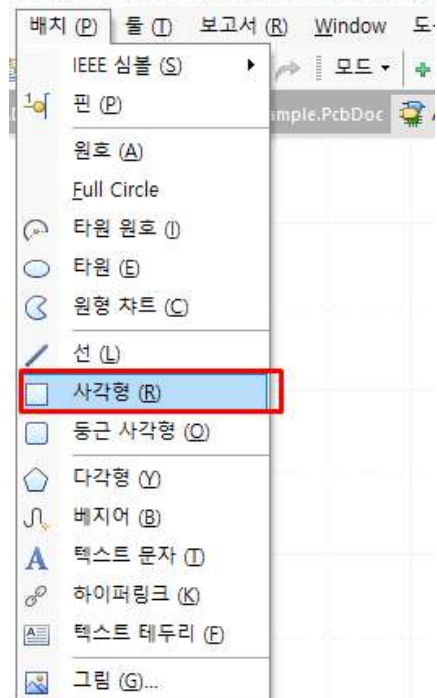 배치 (P) 툴 (T) 보고서 (R) Window 도
IEEE 심볼 (S) 모드
핀 (P) ample.PcbDoc
원호 (A)
Full Circle
타원 원호 (I)
타원 (E)
원형 챠트 (C)
선 (L)
사각형 (R)
둥근 사각형 (O)
다각형 (Y)
베지어 (B)
텍스트 문자 (T)
하이퍼링크 (K)
텍스트 테두리 (F)
그림 (G)...